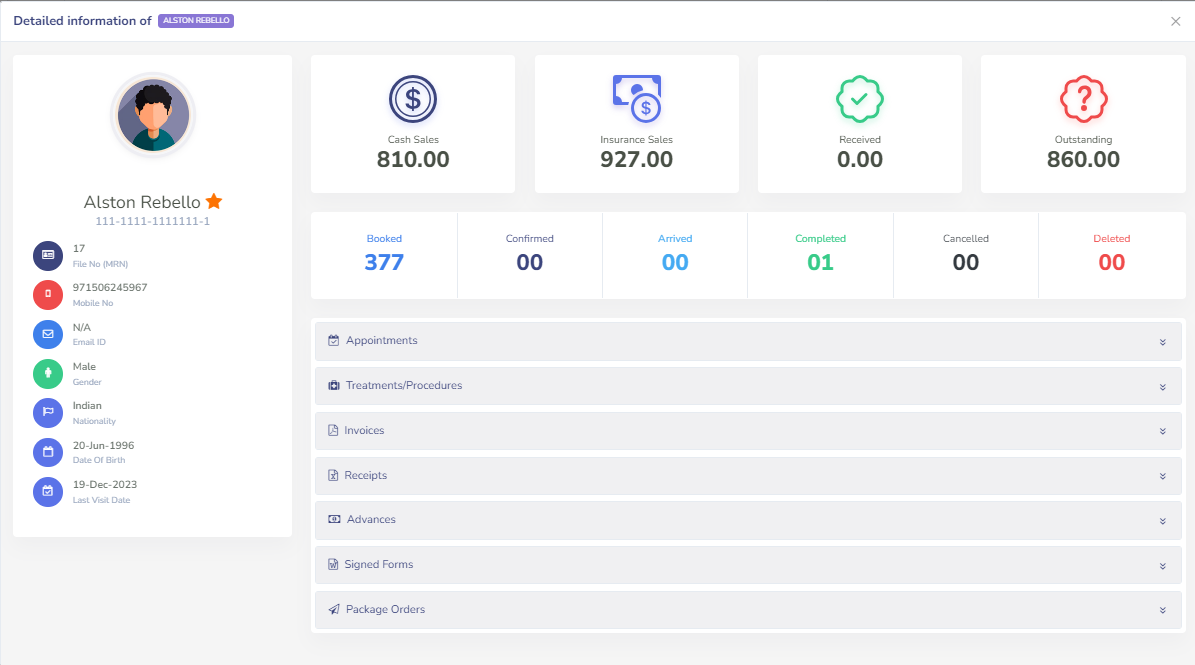 Detailed information of ALSTON REBELLO
Alston Rebello
111-1111-1111111-1
17
File No (MRN)
971506245967
Mobile No
N/A
Email ID
Male
Gender
Indian
Nationality
20-Jun-1996
Date Of Birth
19-Dec-2023
Last Visit Date
Cash Sales
810.00
Insurance Sales
927.00
Received
0.00
Outstanding
860.00
Booked
377
Confirmed
00
Arrived
00
Completed
01
Cancelled
00
Deleted
00
Appointments
Treatments/Procedures
Invoices
Receipts
Advances
Signed Forms
Package Orders